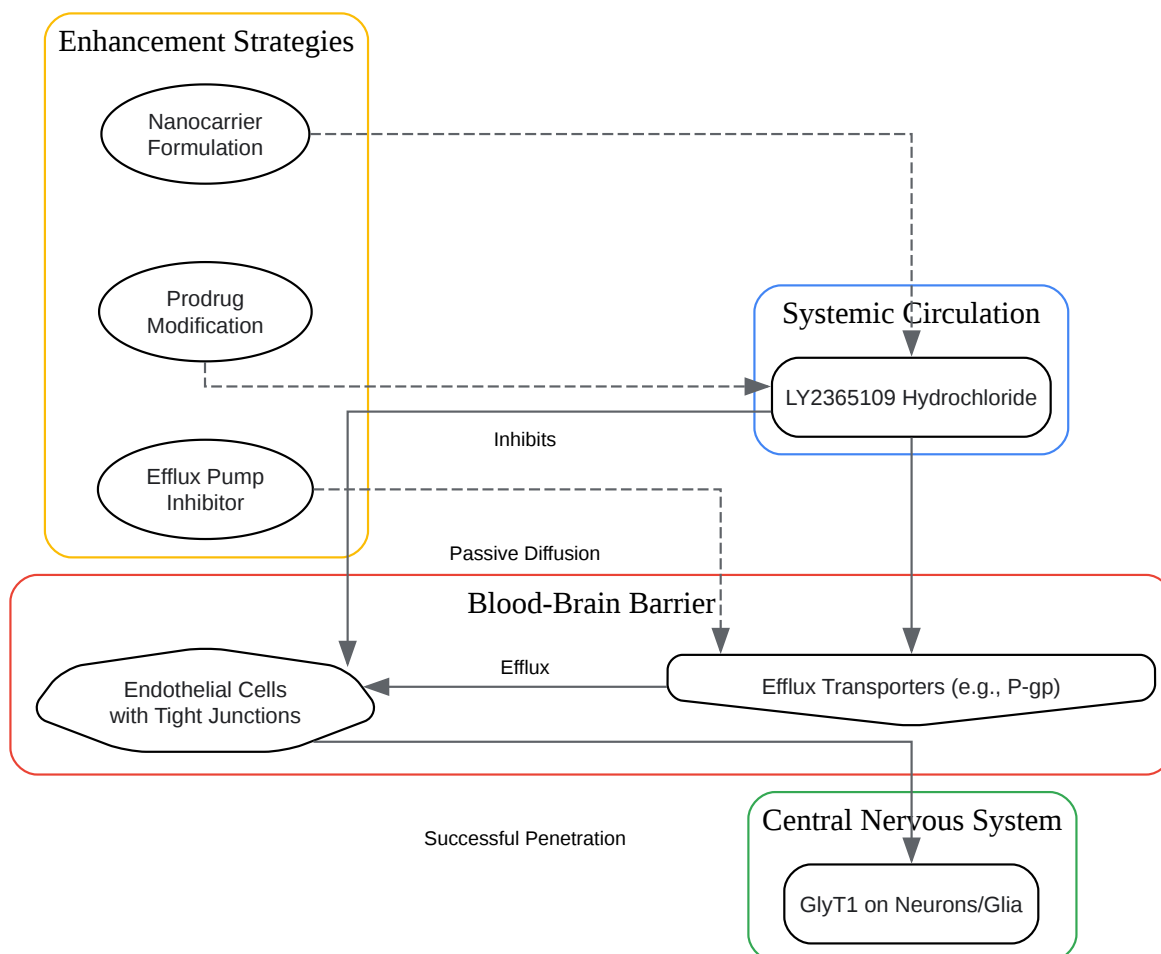 Enhancement Strategies
Nanocarrier
Formulation
Prodrug
Modification
Systemic Circulation
LY2365109 Hydrochloride
Inhibits
Efflux Pump
Inhibitor
Passive Diffusion
Blood-Brain Barrier
Efflux
Endothelial Cells
with Tight Junctions
Efflux Transporters (e.g., P-gp)
Central Nervous System
Successful Penetration
GlyT1 on Neurons/Glia